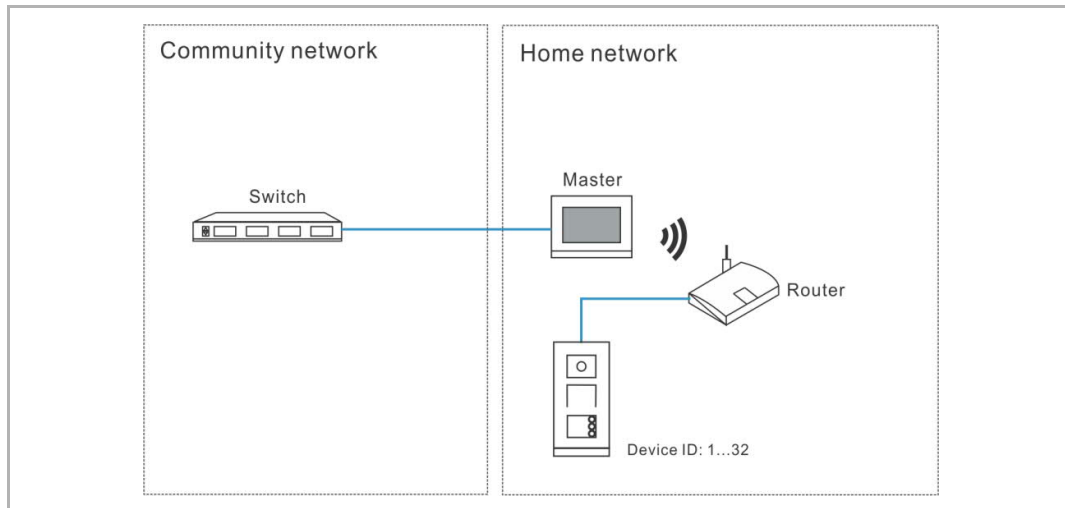 Community network
Home network
Switch
Master
Router
Device ID: 1...32